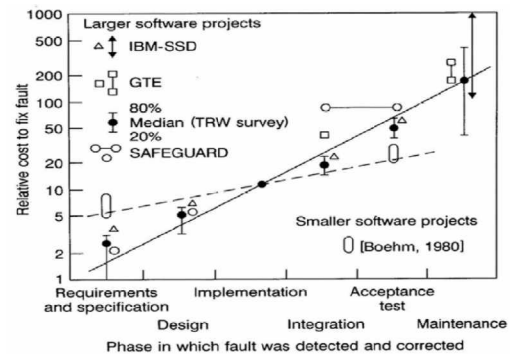 Larger software projects
IBM-SSD
GTE
80%
Median (TRW survey)
20%
SAFEGUARD
Smaller software projects
[Boehm, 1980]
Relative cost to fix fault
1000
500
200
100
50
20
10
5
2
1
Requirements
and specification
Design
Implementation
Integration
Acceptance
test
Maintenance
Phase in which fault was detected and corrected